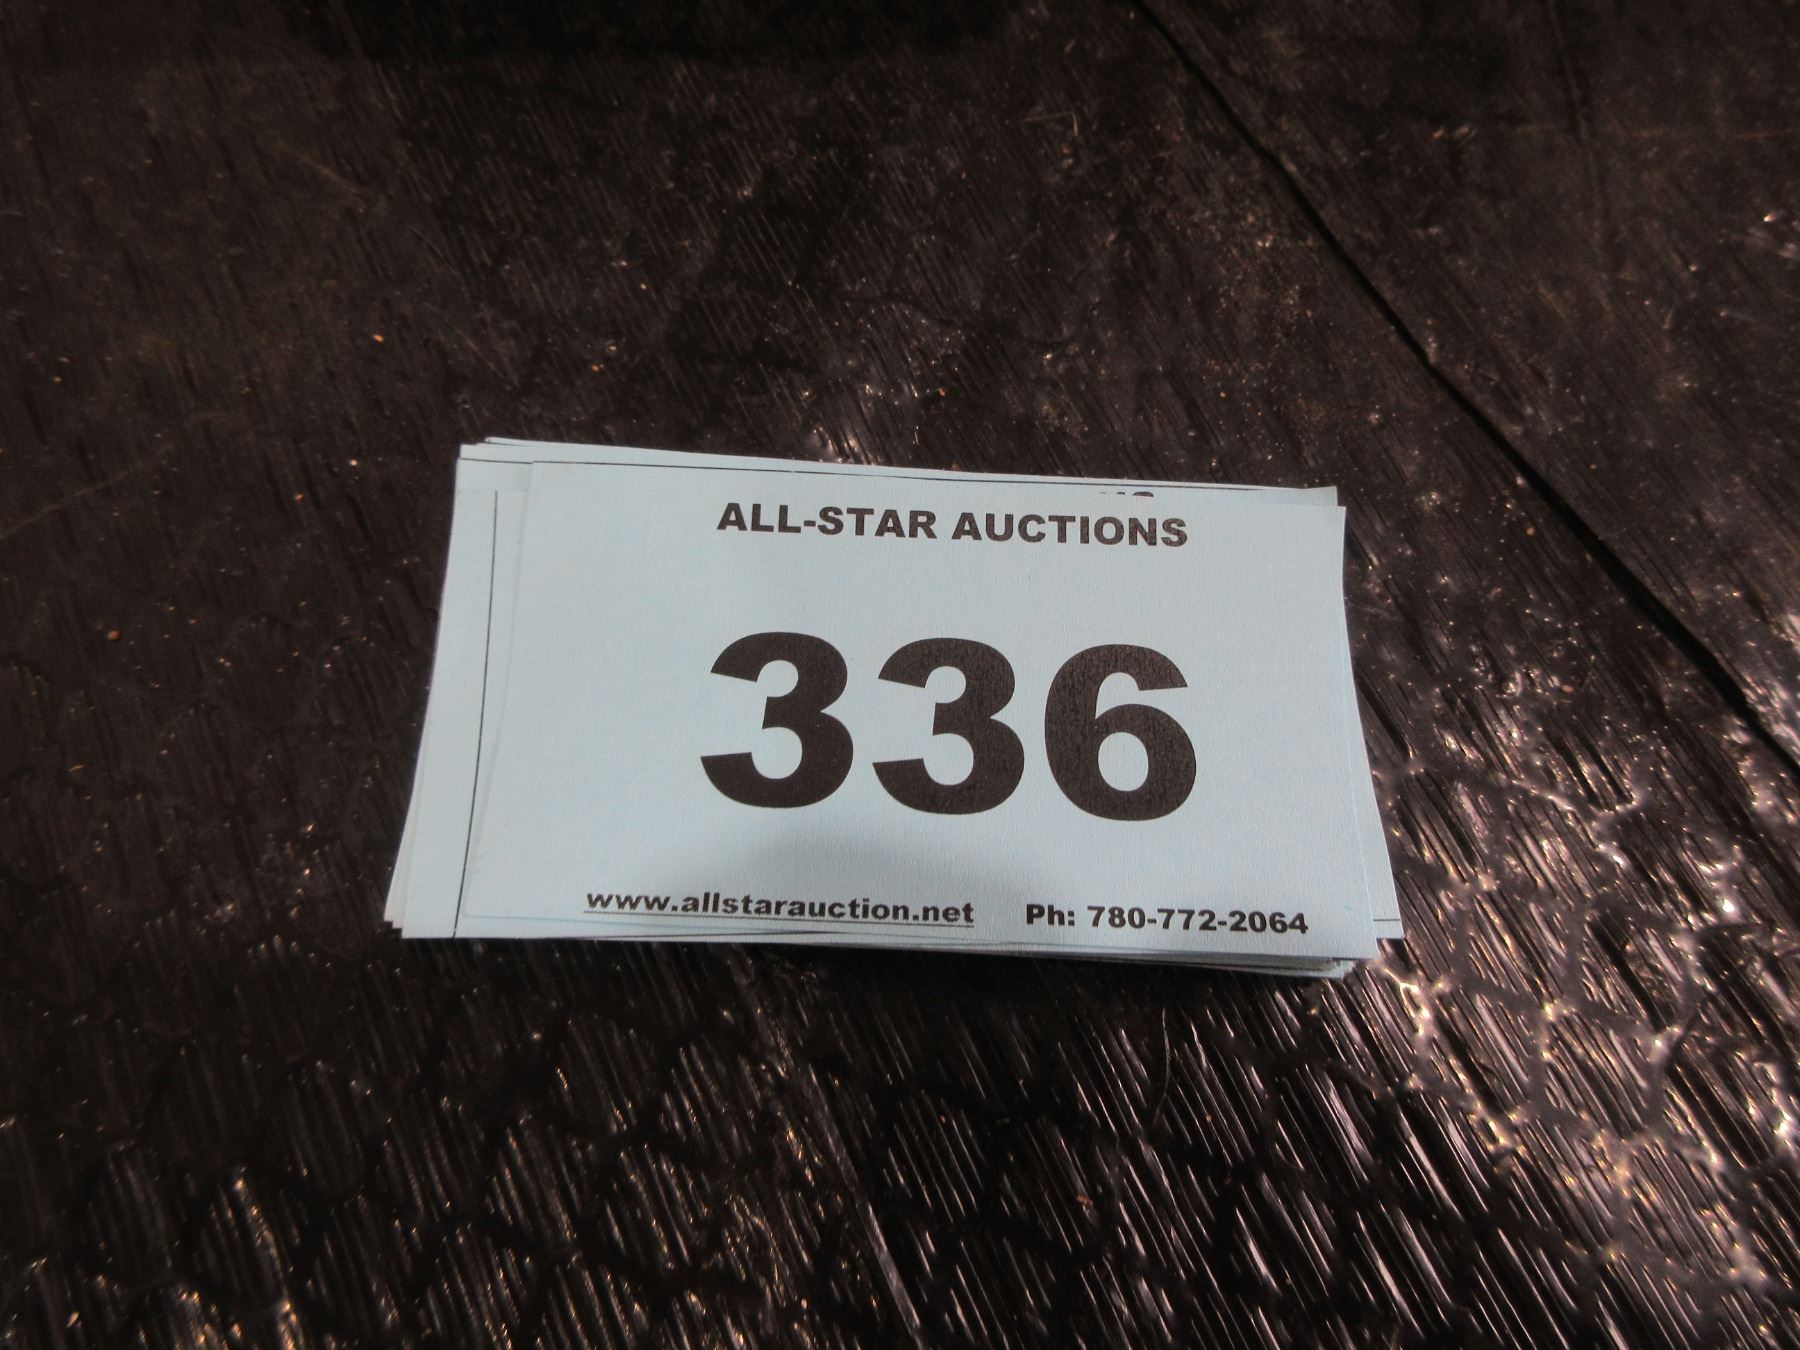 ALL-STAR AUCTIONS
336
www.allstarauction.net Ph: 780-772-2064